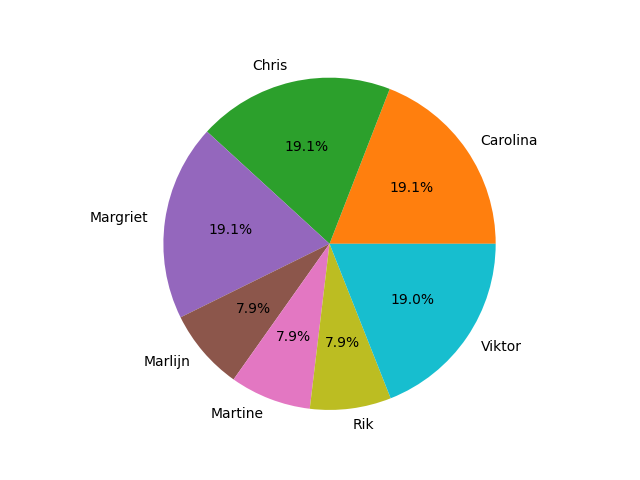 Chris
Carolina
19.1%
19.1%
Margriet
19.1%
19.0%
7.9%
7.9%
7.9%
Viktor
Marlijn
Martine
Rik